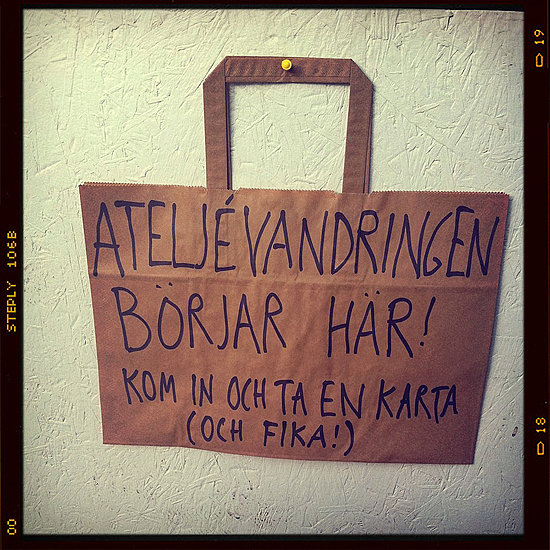 ATELJÉVANDRINGEN
BÖRJAR HÄR!
KOM IN OCH TA EN KARTA
(OCH FIKA!)
STEPLY 106B
00
19
18